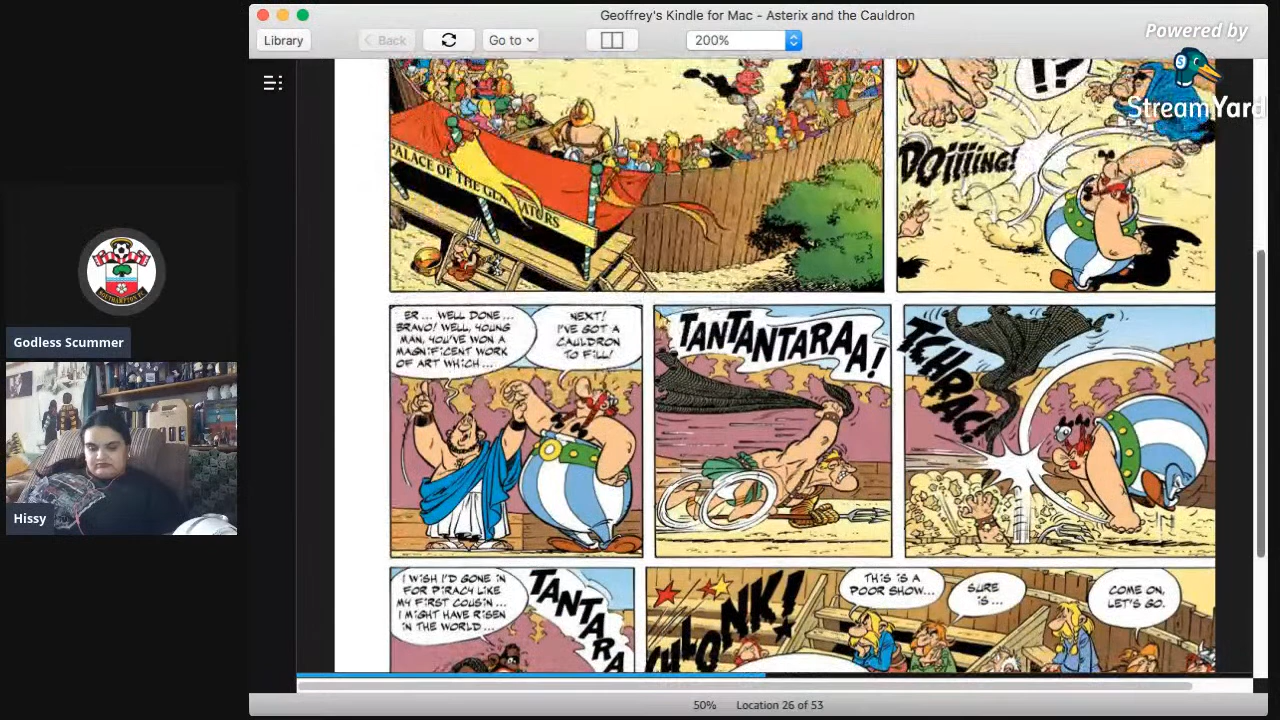 Geoffrey's Kindle for Mac - Asterix and the Cauldron
Library
Back
Go to
200%
Powered by
StreamYard
!?
PALACE OF THE GLADIATORS
DOIIIING!
SOUTHAMPTON FC
Godless Scummer
Hissy
ER... WELL DONE...
BRAVO! WELL, YOUNG
MAN, YOU'VE WON A
MAGNIFICENT WORK
OF ART WHICH...
NEXT!
I'VE GOT A
CAULDRON
TO FILL!
TANTANTARAA!
TCHRAC!
I WISH I'D GONE IN
FOR PIRACY LIKE
MY FIRST COUSIN...
I MIGHT HAVE RISEN
IN THE WORLD...
TANTARA
THIS IS A
POOR SHOW...
SURE
IS...
COME ON,
LET'S GO.
50%
Location 26 of 53